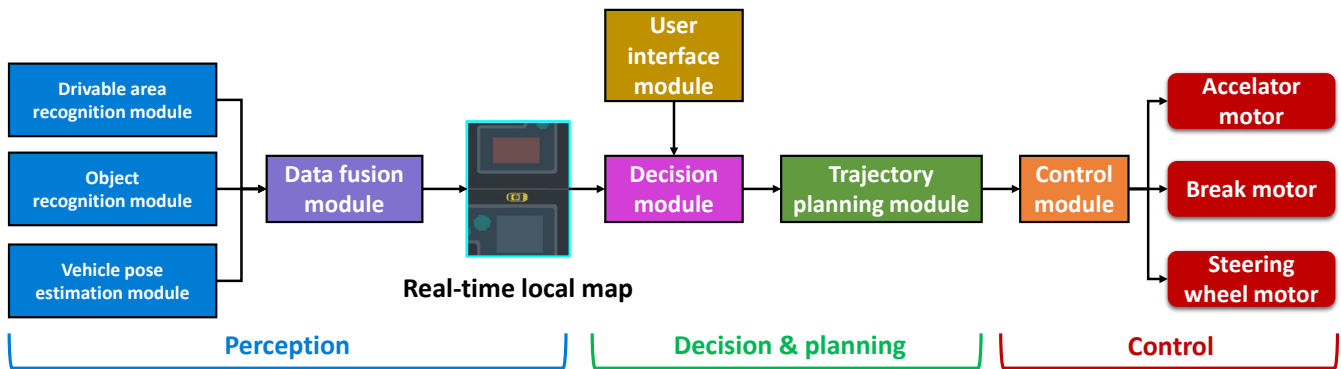 Drivable area
recognition module
Object
recognition module
Vehicle pose
estimation module
Data fusion
module
Real-time local map
User
interface
module
Decision
module
Trajectory
planning module
Control
module
Accelator
motor
Break motor
Steering
wheel motor
Perception
Decision & planning
Control